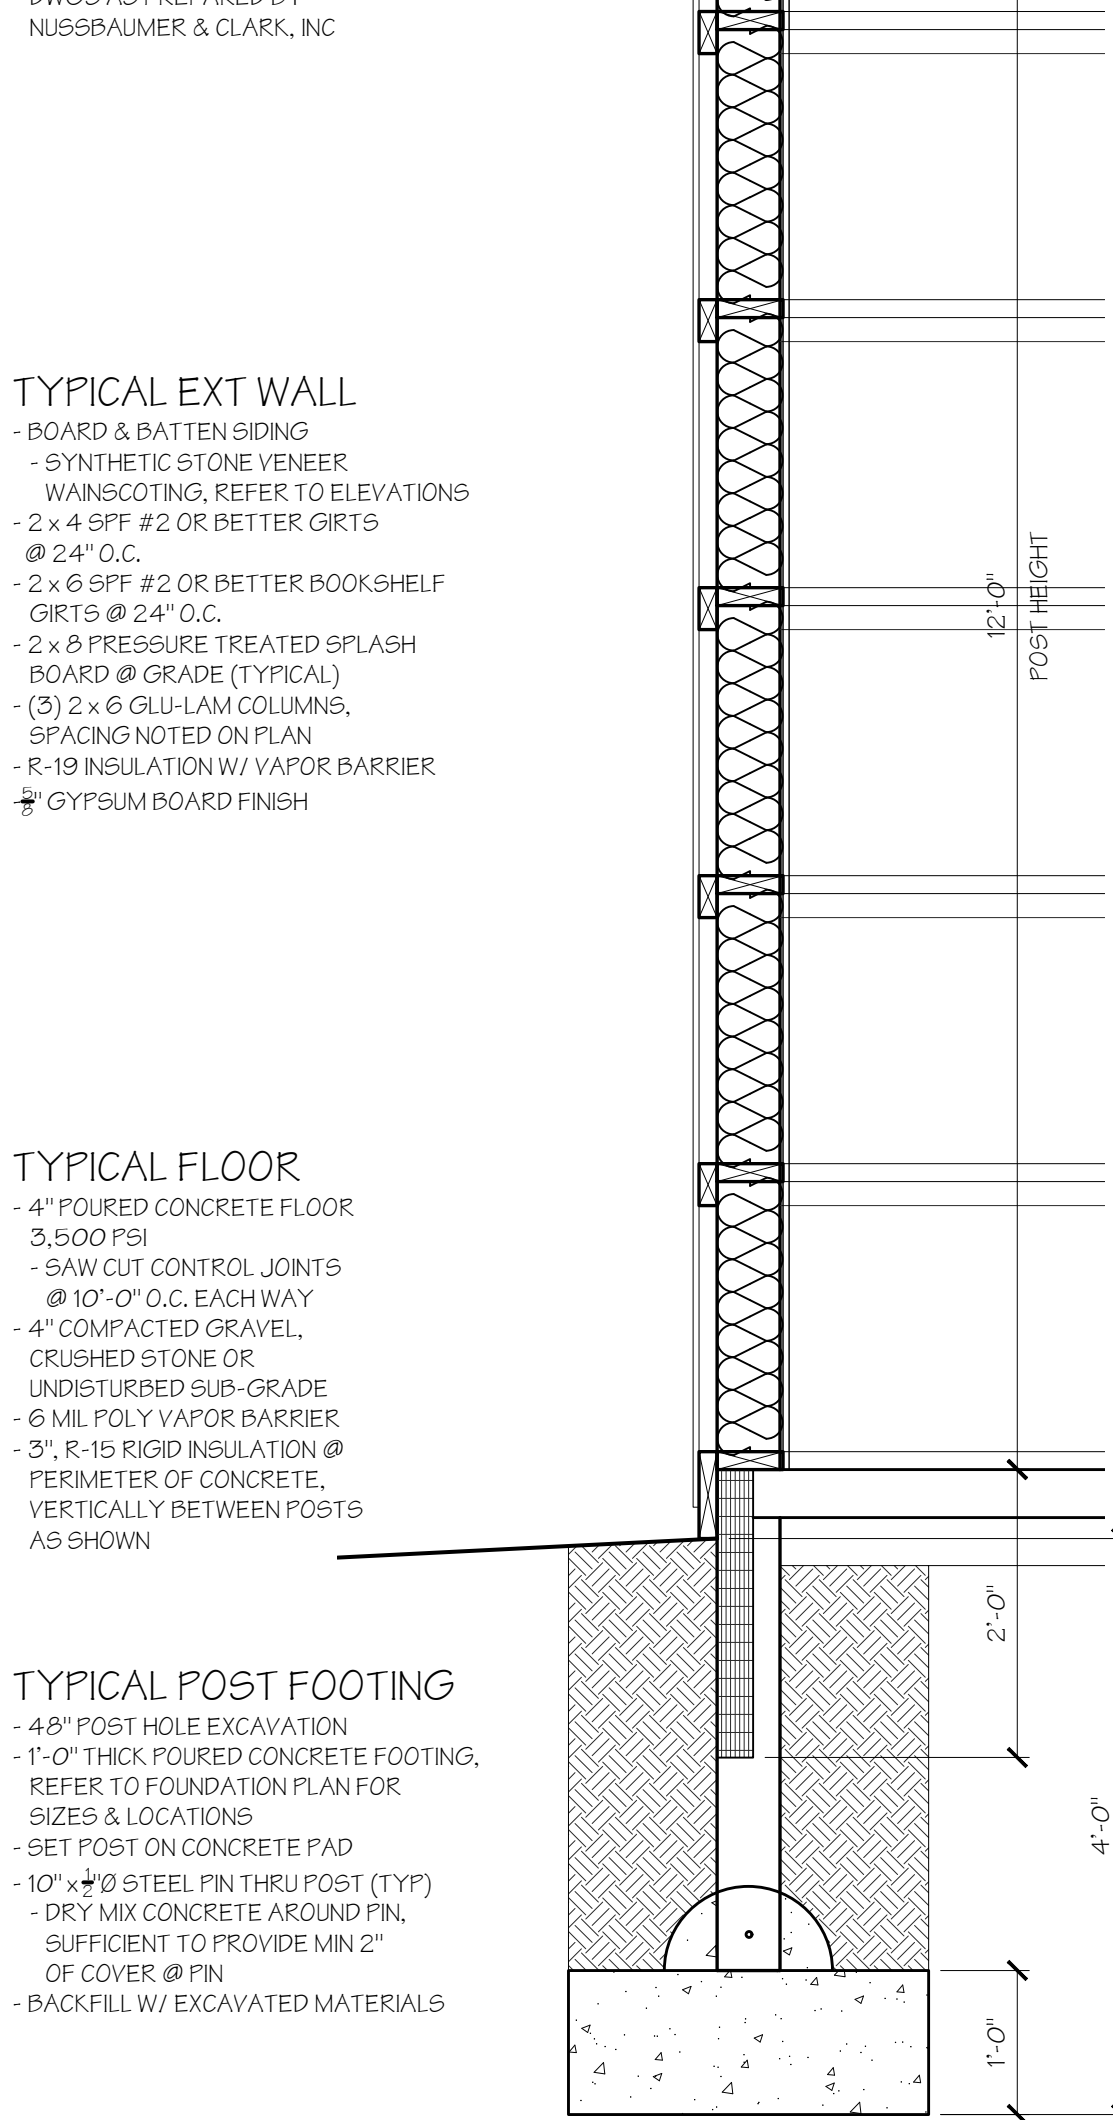 DWGS AS PREPARED BY
NUSSBAUMER & CLARK, INC
TYPICAL EXT WALL
- BOARD & BATTEN SIDING
- SYNTHETIC STONE VENEER
WAINSCOTING, REFER TO ELEVATIONS
- 2 x 4 SPF #2 OR BETTER GIRTS
@ 24" O.C.
- 2 x 6 SPF #2 OR BETTER BOOKSHELF
GIRTS @ 24" O.C.
- 2 x 8 PRESSURE TREATED SPLASH
BOARD @ GRADE (TYPICAL)
- (3) 2 x 6 GLU-LAM COLUMNS,
SPACING NOTED ON PLAN
- R-19 INSULATION W/ VAPOR BARRIER
- 5/8" GYPSUM BOARD FINISH
12'-0"
POST HEIGHT
TYPICAL FLOOR
- 4" POURED CONCRETE FLOOR
3,500 PSI
- SAW CUT CONTROL JOINTS
@ 10'-0" O.C. EACH WAY
- 4" COMPACTED GRAVEL,
CRUSHED STONE OR
UNDISTURBED SUB-GRADE
- 6 MIL POLY VAPOR BARRIER
- 3", R-15 RIGID INSULATION @
PERIMETER OF CONCRETE,
VERTICALLY BETWEEN POSTS
AS SHOWN
2'-0"
TYPICAL POST FOOTING
- 48" POST HOLE EXCAVATION
- 1'-0" THICK POURED CONCRETE FOOTING,
REFER TO FOUNDATION PLAN FOR
SIZES & LOCATIONS
- SET POST ON CONCRETE PAD
- 10" x 1/2"Ø STEEL PIN THRU POST (TYP)
- DRY MIX CONCRETE AROUND PIN,
SUFFICIENT TO PROVIDE MIN 2"
OF COVER @ PIN
- BACKFILL W/ EXCAVATED MATERIALS
4'-0"
1'-0"